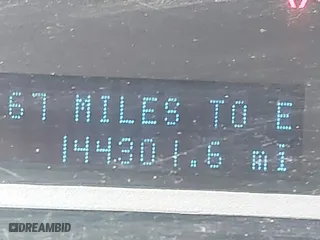 67 MILES TO E
144301.6 mi
DREAMBID